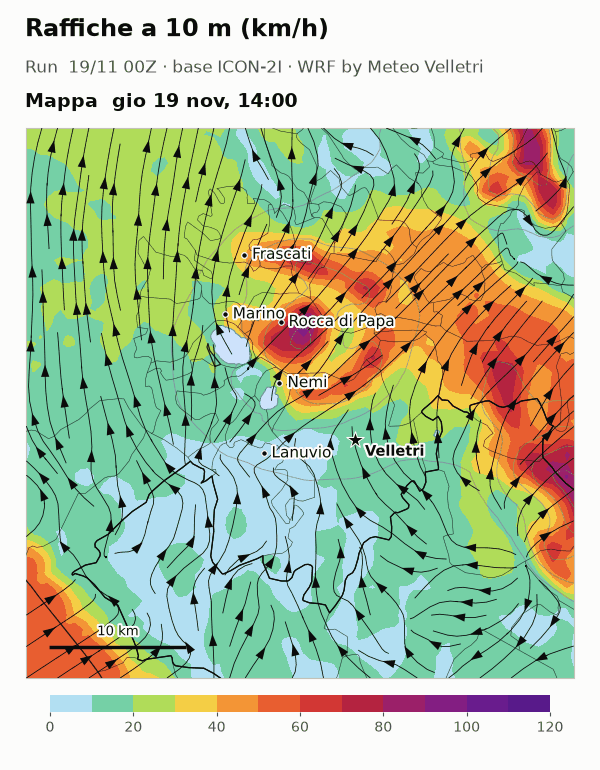 Raffiche a 10 m (km/h)
Run  19/11 00Z · base ICON-2I · WRF by Meteo Velletri
Mappa  gio 19 nov, 14:00
Frascati
Marino
Rocca di Papa
Nemi
Velletri
Lanuvio
10 km
0 20 40 60 80 100 120